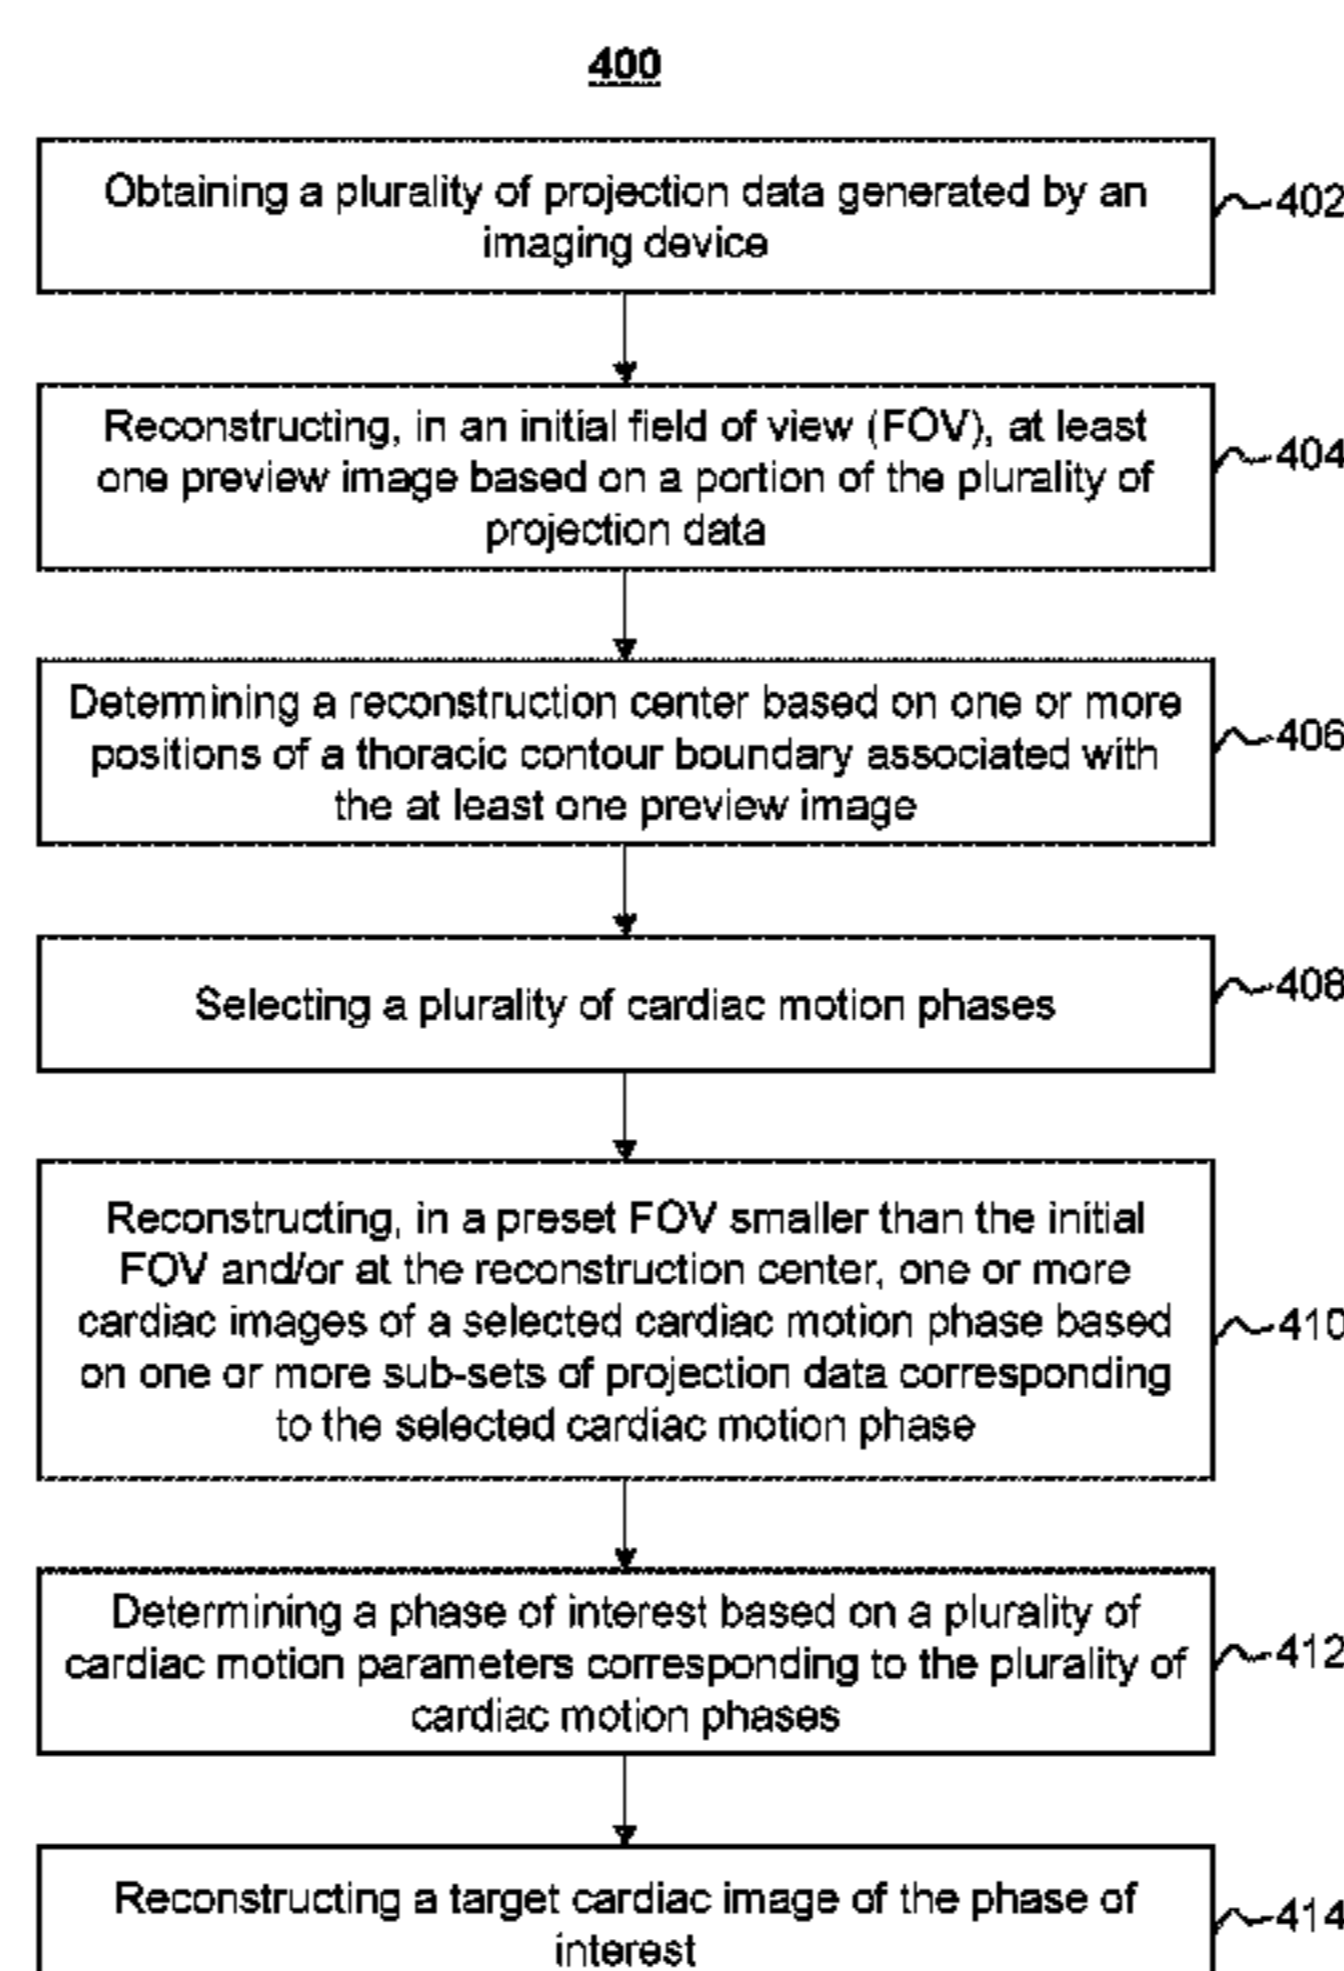 400
Obtaining a plurality of projection data generated by an
imaging device
402
Reconstructing, in an initial field of view (FOV), at least
one preview image based on a portion of the plurality of
projection data
404
Determining a reconstruction center based on one or more
positions of a thoracic contour boundary associated with
the at least one preview image
406
Selecting a plurality of cardiac motion phases
408
Reconstructing, in a preset FOV smaller than the initial
FOV and/or at the reconstruction center, one or more
cardiac images of a selected cardiac motion phase based
on one or more sub-sets of projection data corresponding
to the selected cardiac motion phase
410
Determining a phase of interest based on a plurality of
cardiac motion parameters corresponding to the plurality of
cardiac motion phases
412
Reconstructing a target cardiac image of the phase of
interest
414